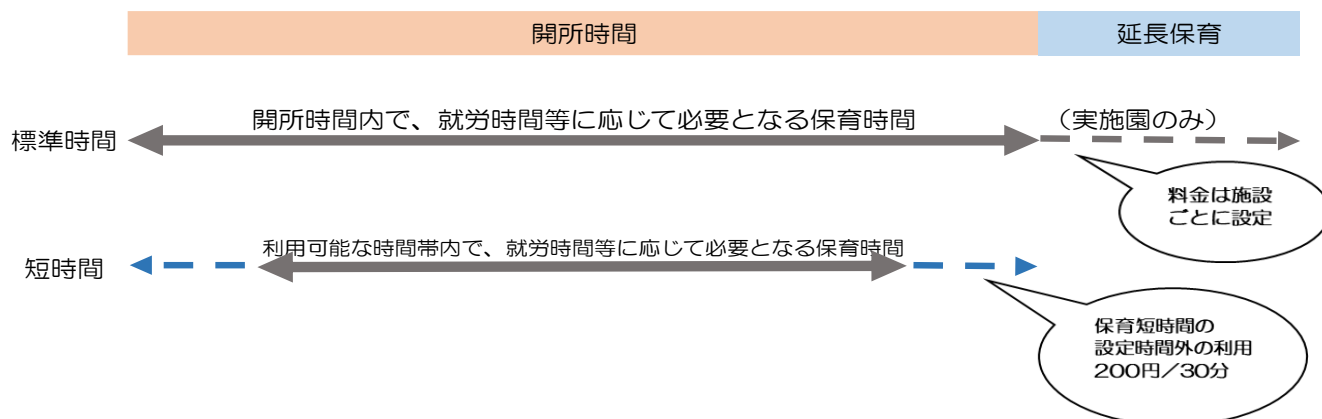 開所時間
延長保育
開所時間内で、就労時間等に応じて必要となる保育時間
（実施園のみ）
標準時間
料金は施設
ごとに設定
利用可能な時間帯内で、就労時間等に応じて必要となる保育時間
短時間
保育短時間の
設定時間外の利用
200円／30分